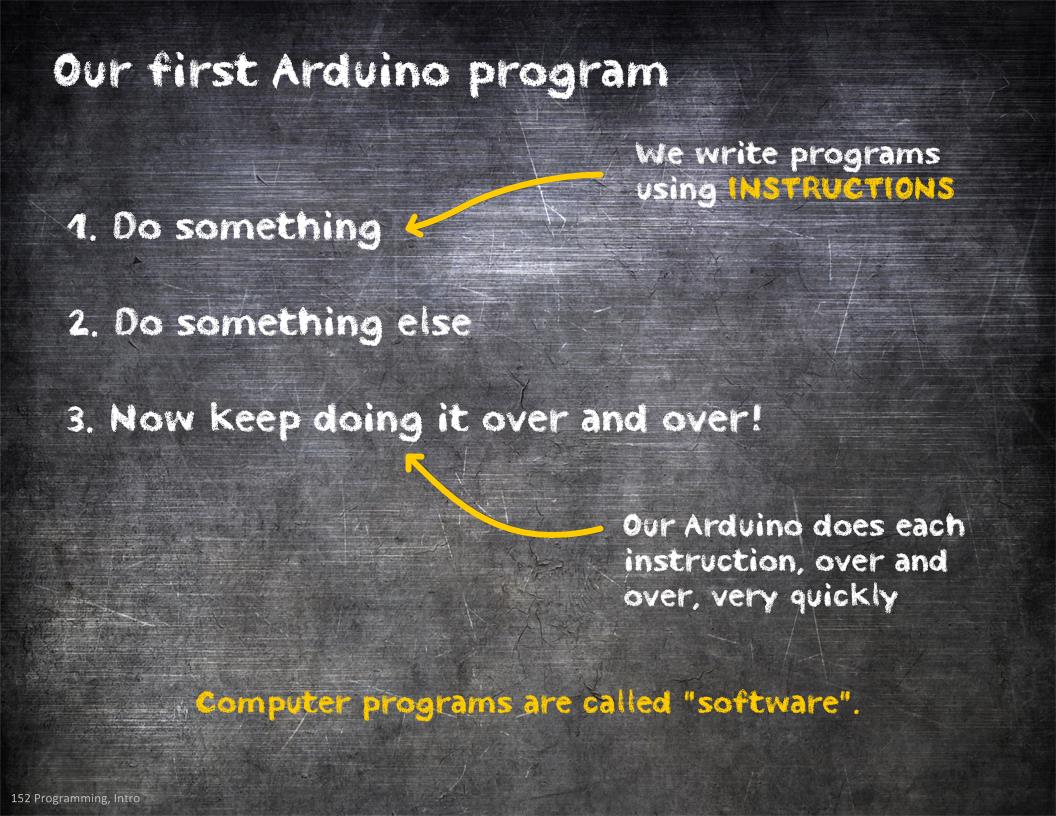 Our first Arduino program
We write programs
using INSTRUCTIONS
1. Do something
2. Do something else
3. Now keep doing it over and over!
Our Arduino does each
instruction, over and
over, very quickly
Computer programs are called "software".
152 Programming, Intro